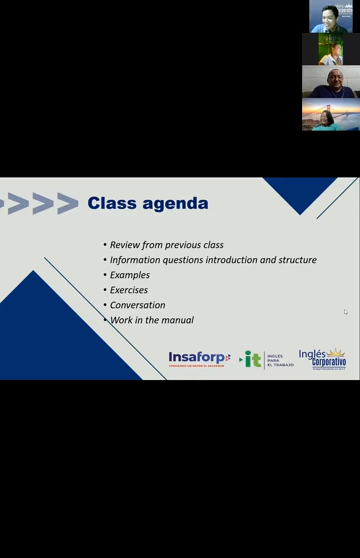 Class agenda
• Review from previous class
• Information questions introduction and structure
• Examples
• Exercises
• Conversation
• Work in the manual
Insaforp
it
INGLÉS
PARA
EL TRABAJO
Inglés
Corporativo